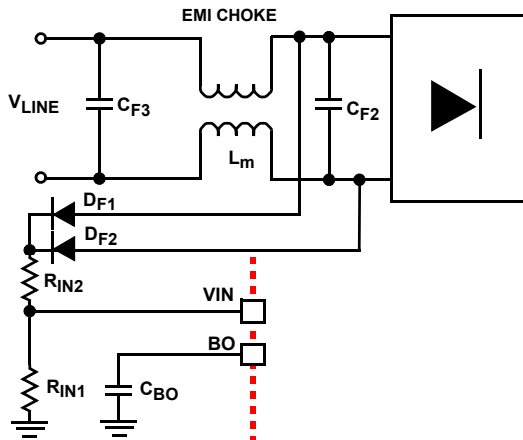 EMI CHOKE
VLINE
CF3
CF2
Lm
DF1
DF2
RIN2
VIN
BO
RIN1
CBO